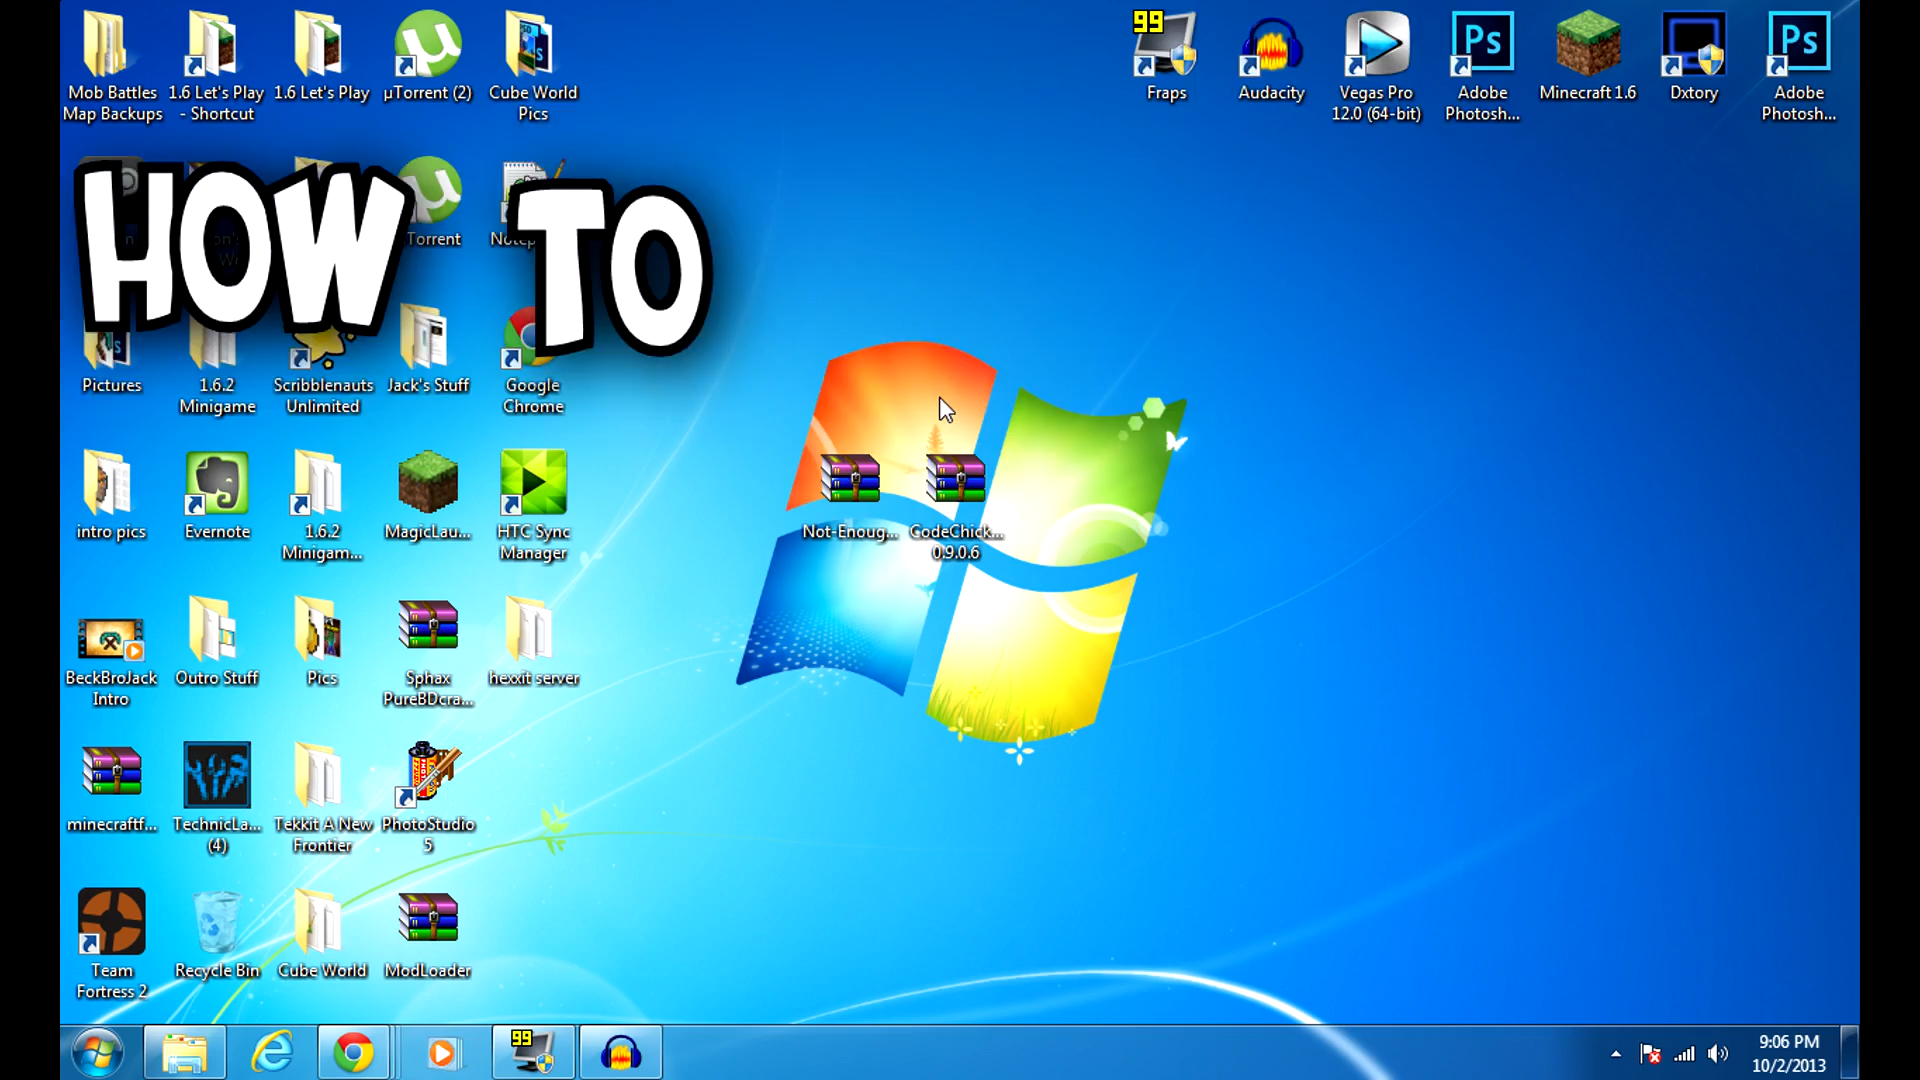 Mob Battles
Map Backups
1.6 Let's Play
- Shortcut
1.6 Let's Play
µTorrent (2)
Cube World
Pics
99
Fraps
Audacity
Vegas Pro
12.0 (64-bit)
Ps
Adobe
Photosh...
Minecraft 1.6
Dxtory
Ps
Adobe
Photosh...
HOW TO
Torrent
Pictures
1.6.2
Minigame
Scribblenauts
Unlimited
Jack's Stuff
Google
Chrome
intro pics
Evernote
1.6.2
Minigam...
MagicLau...
HTC Sync
Manager
Not-Enoug...
CodeChick...
0.9.0.6
BeckBroJack
Intro
Outro Stuff
Pics
Sphax
PureBDcra...
hexxit server
minecraftf...
TechnicLa...
(4)
Tekkit A New
Frontier
PhotoStudio
5
Team
Fortress 2
Recycle Bin
Cube World
ModLoader
99
9:06 PM
10/2/2013